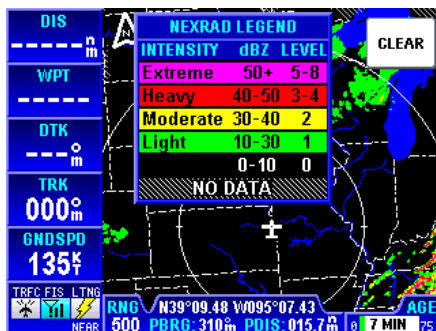 DIS
-----nm
WPT
-----
DTK
---°m
TRK
000°m
GNDSPD
135KT
TRFC FIS LTNG
NEAR
N
NEXRAD LEGEND
INTENSITY dBZ LEVEL
Extreme 50+ 5-8
Heavy 40-50 3-4
Moderate 30-40 2
Light 10-30 1
0-10 0
NO DATA
CLEAR
RNG
500
N39°09.48 W095°07.43
PBRG:310°m PDIS:015.7nm
AGE
7 MIN